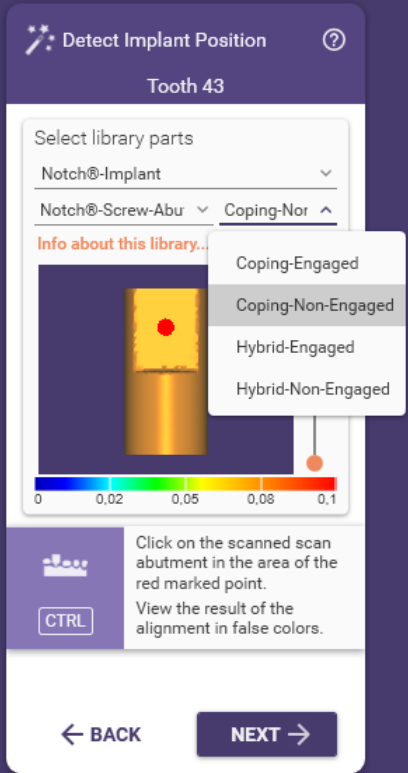 Detect Implant Position
Tooth 43
Select library parts
Notch®-Implant
Notch®-Screw-Abu
Coping-Nor
Info about this library...
Coping-Engaged
Coping-Non-Engaged
Hybrid-Engaged
Hybrid-Non-Engaged
0 0,02 0,05 0,08 0,1
Click on the scanned scan
abutment in the area of the
red marked point.
CTRL
View the result of the
alignment in false colors.
BACK
NEXT